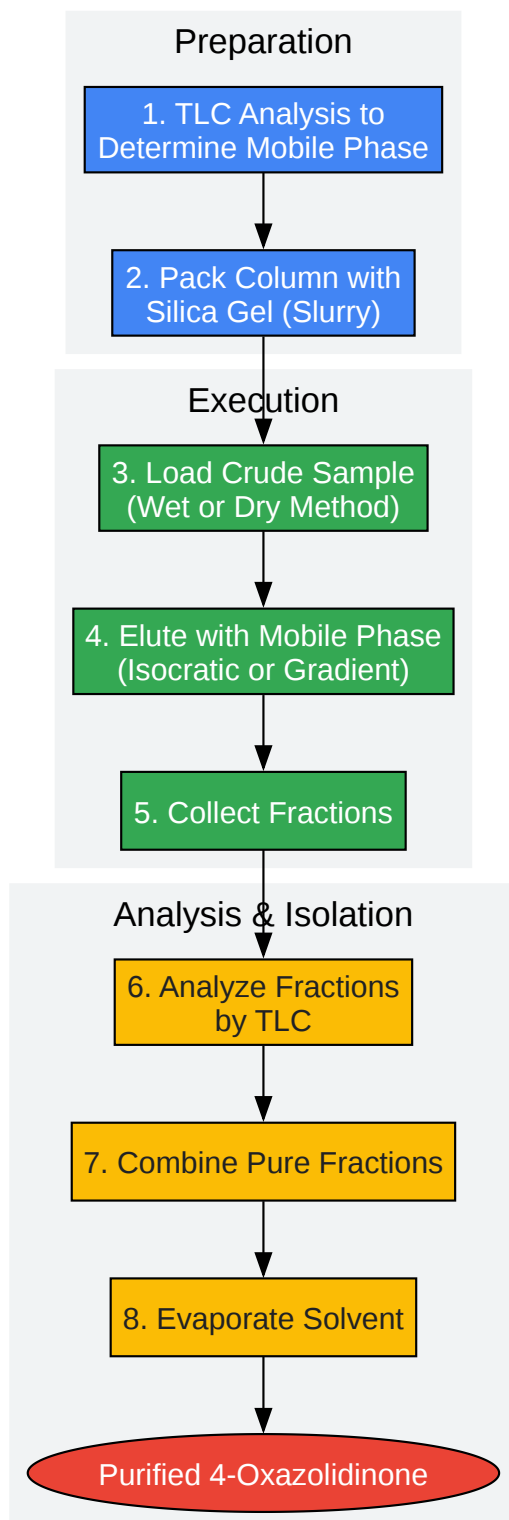 Preparation
1. TLC Analysis to
Determine Mobile Phase
2. Pack Column with
Silica Gel (Slurry)
Execution
3. Load Crude Sample
(Wet or Dry Method)
4. Elute with Mobile Phase
(Isocratic or Gradient)
5. Collect Fractions
Analysis & Isolation
6. Analyze Fractions
by TLC
7. Combine Pure Fractions
8. Evaporate Solvent
Purified 4-Oxazolidinone